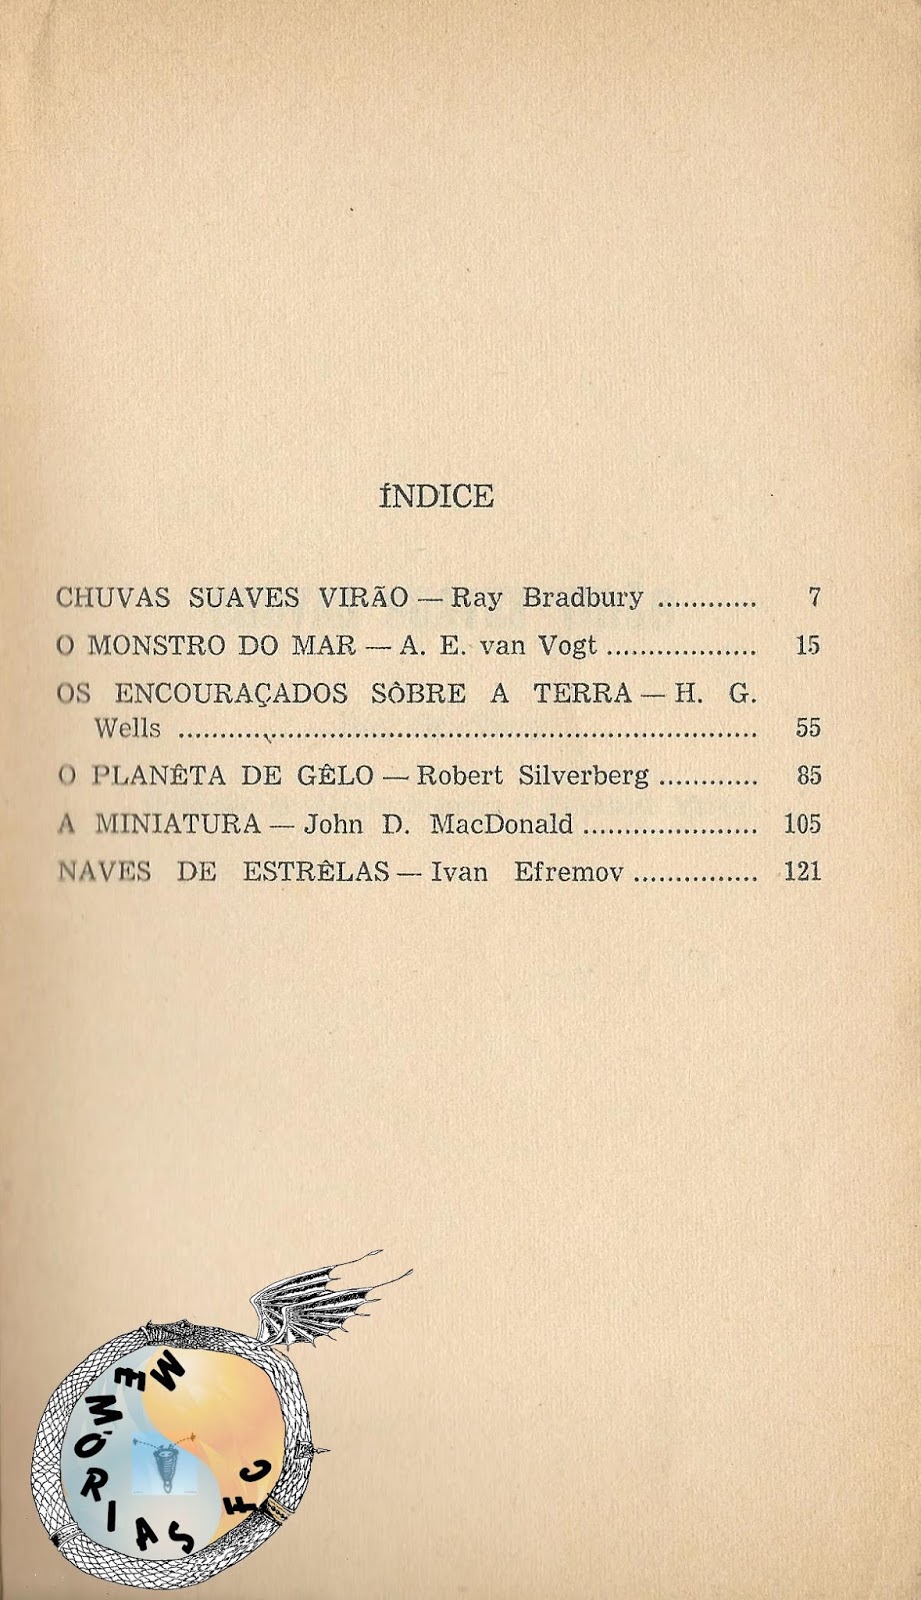 ÍNDICE
CHUVAS SUAVES VIRÃO — Ray Bradbury ............ 7
O MONSTRO DO MAR — A. E. van Vogt .................. 15
OS ENCOURAÇADOS SÔBRE A TERRA — H. G.
Wells ................................................................ 55
O PLANÊTA DE GÊLO — Robert Silverberg ............ 85
A MINIATURA — John D. MacDonald ..................... 105
NAVES DE ESTRÊLAS — Ivan Efremov ............... 121
MEMÓRIAS
FC